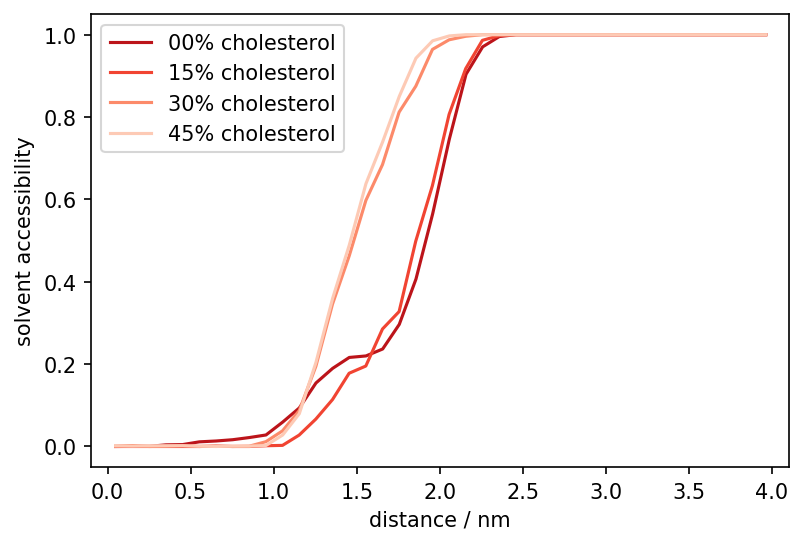 00% cholesterol
15% cholesterol
30% cholesterol
45% cholesterol
solvent accessibility
1.0
0.8
0.6
0.4
0.2
0.0
0.0 0.5 1.0 1.5 2.0 2.5 3.0 3.5 4.0
distance / nm